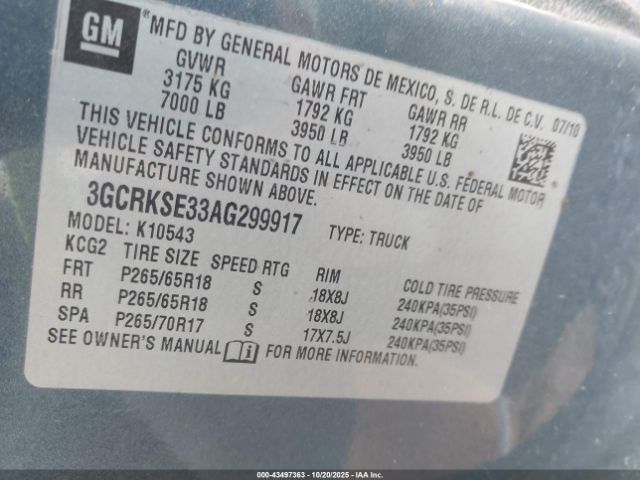 GM
MFD BY GENERAL MOTORS DE MEXICO, S. DE R.L. DE C.V. 07/10
GVWR GAWR FRT GAWR RR
3175 KG 1792 KG 1792 KG
7000 LB 3950 LB 3950 LB
THIS VEHICLE CONFORMS TO ALL APPLICABLE U.S. FEDERAL MOTOR
VEHICLE SAFETY STANDARDS IN EFFECT ON THE DATE OF
MANUFACTURE SHOWN ABOVE.
3GCRKSE33AG299917 TYPE: TRUCK
MODEL: K10543
KCG2 TIRE SIZE SPEED RTG RIM COLD TIRE PRESSURE
FRT P265/65R18 S 18X8J 240KPA(35PSI)
RR P265/65R18 S 18X8J 240KPA(35PSI)
SPA P265/70R17 S 17X7.5J 240KPA(35PSI)
SEE OWNER'S MANUAL FOR MORE INFORMATION.
000-43497363 - 10/20/2025 - IAAI, Inc.